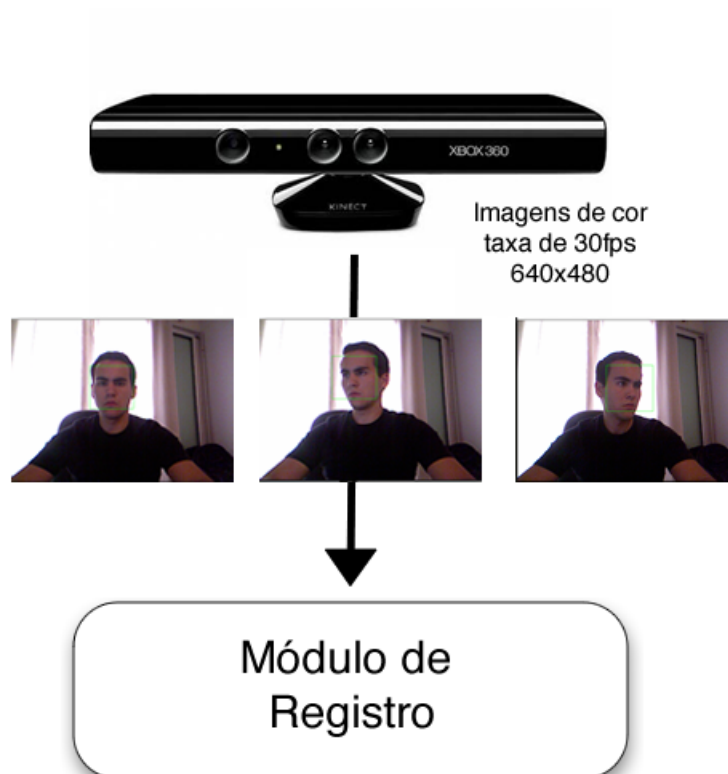 XBOX 360
KINECT
Imagens de cor
taxa de 30fps
640x480
Módulo de
Registro